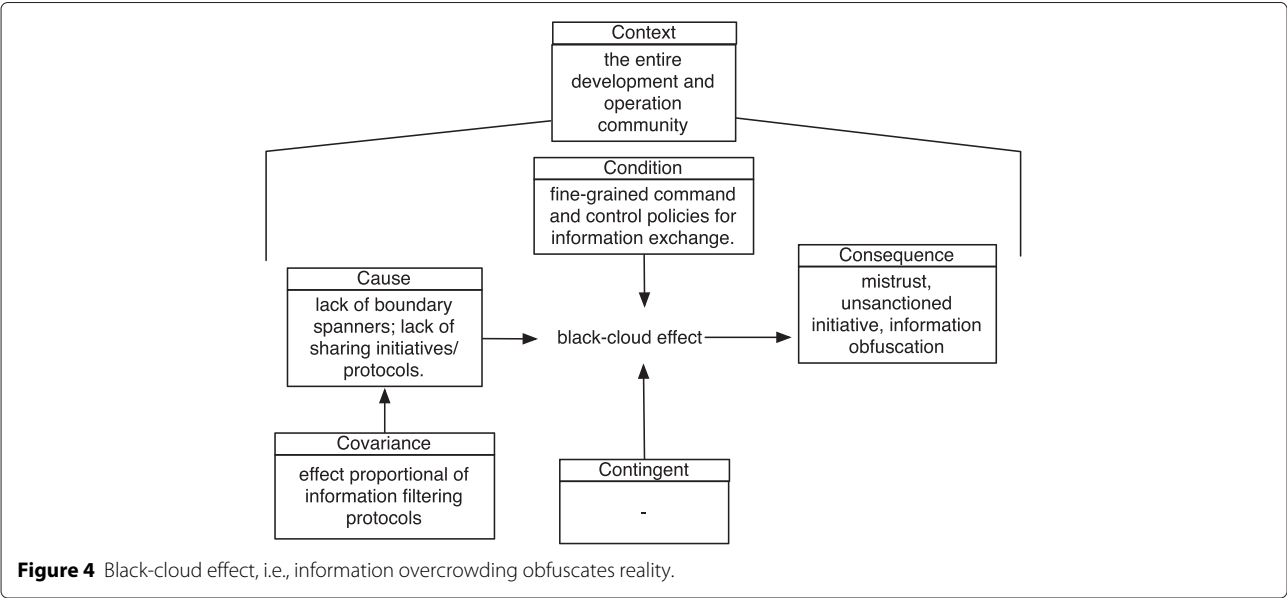 Context
the entire
development and
operation
community
Condition
fine-grained command
and control policies for
information exchange.
Consequence
mistrust,
unsanctioned
initiative, information
obfuscation
Cause
lack of boundary
spanners; lack of
sharing initiatives/
protocols.
black-cloud effect
Covariance
effect proportional of
information filtering
protocols
Contingent
-
Figure 4 Black-cloud effect, i.e., information overcrowding obfuscates reality.